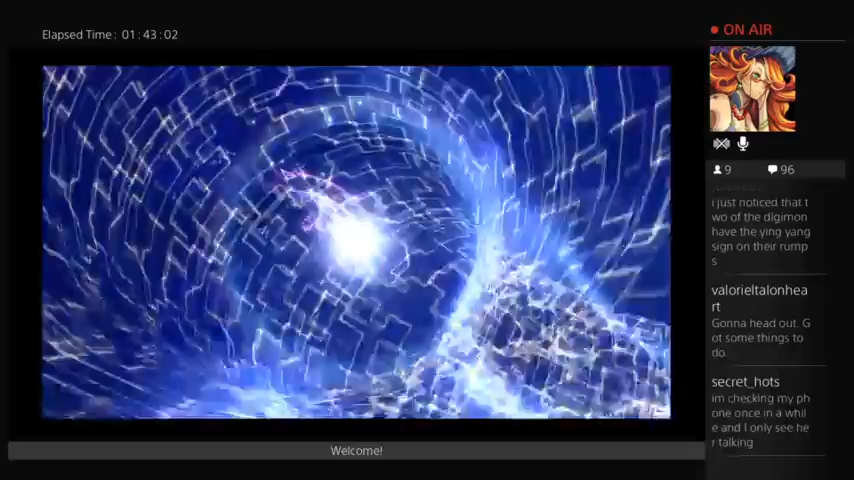 Elapsed Time: 01:43:02
ON AIR
9 96
i just noticed that t
wo of the digimon
have the ying yang
sign on their rump
s
valorieltalonhea
rt
Gonna head out. G
ot some things to
do.
secret_hots
im checking my ph
one once in a whil
e and I only see he
r talking
Welcome!